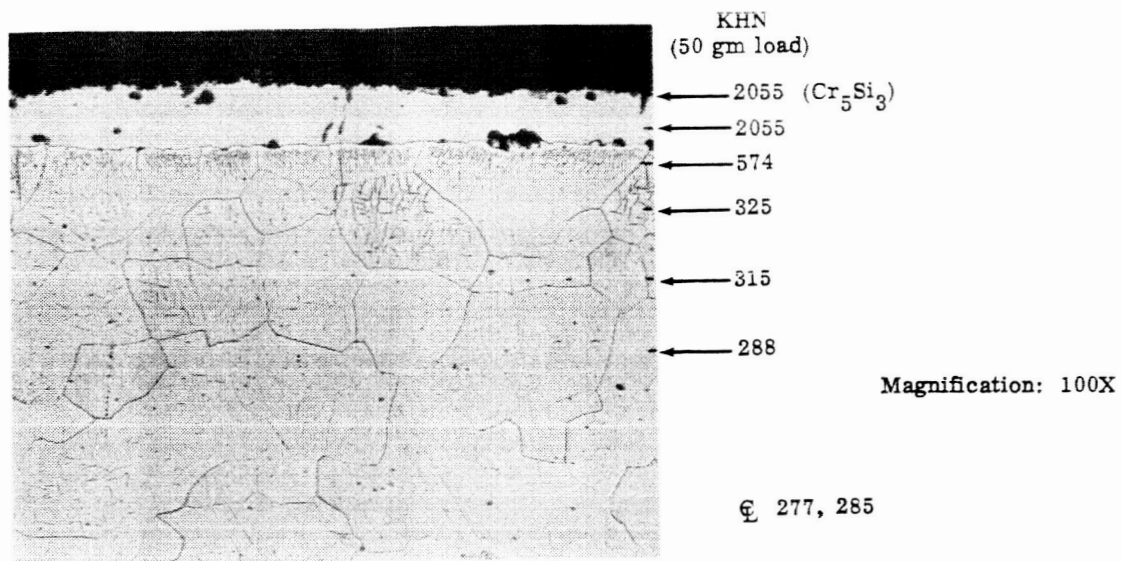 KHN
(50 gm load)
2055 (Cr5Si3)
2055
574
325
315
288
Magnification: 100X
℄ 277, 285